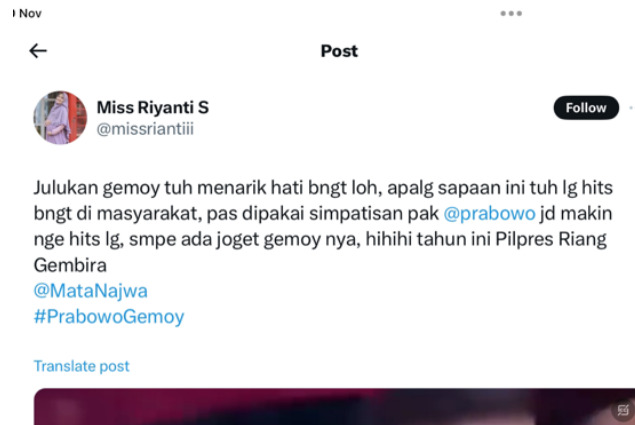 Nov
Post
Miss Riyanti S
@missriantiii
Follow
Julukan gemoy tuh menarik hati bngt loh, apalg sapaan ini tuh lg hits
bngt di masyarakat, pas dipakai simpatisan pak @prabowo jd makin
nge hits lg, smpe ada joget gemoy nya, hihihi tahun ini Pilpres Riang
Gembira
@MataNajwa
#PrabowoGemoy
Translate post